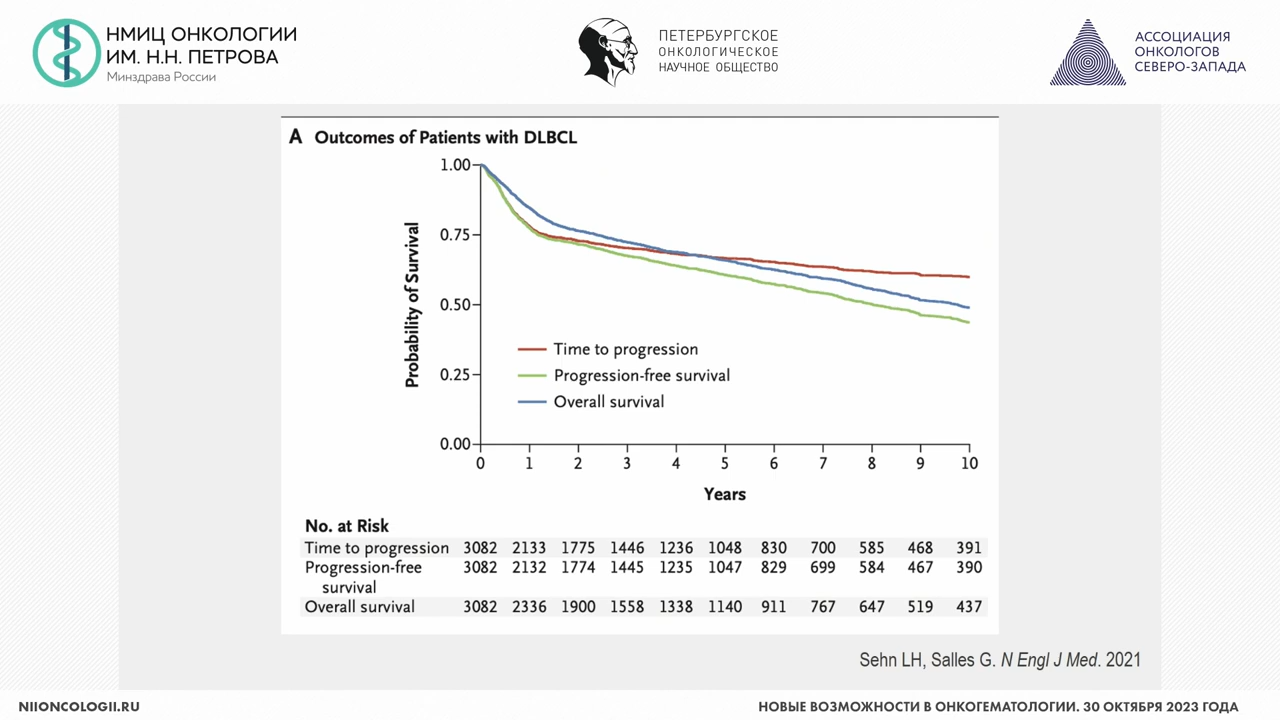 НМИЦ ОНКОЛОГИИ
ИМ. Н.Н. ПЕТРОВА
Минздрава России
ПЕТЕРБУРГСКОЕ
ОНКОЛОГИЧЕСКОЕ
НАУЧНОЕ ОБЩЕСТВО
АССОЦИАЦИЯ
ОНКОЛОГОВ
СЕВЕРО-ЗАПАДА
A Outcomes of Patients with DLBCL
Probability of Survival
1.00
0.75
0.50
0.25
0.00
Time to progression
Progression-free survival
Overall survival
0 1 2 3 4 5 6 7 8 9 10
Years
No. at Risk
Time to progression 3082 2133 1775 1446 1236 1048 830 700 585 468 391
Progression-free 3082 2132 1774 1445 1235 1047 829 699 584 467 390
survival
Overall survival 3082 2336 1900 1558 1338 1140 911 767 647 519 437
Sehn LH, Salles G. N Engl J Med. 2021
NIIONCOLOGII.RU
НОВЫЕ ВОЗМОЖНОСТИ В ОНКОГЕМАТОЛОГИИ. 30 ОКТЯБРЯ 2023 ГОДА